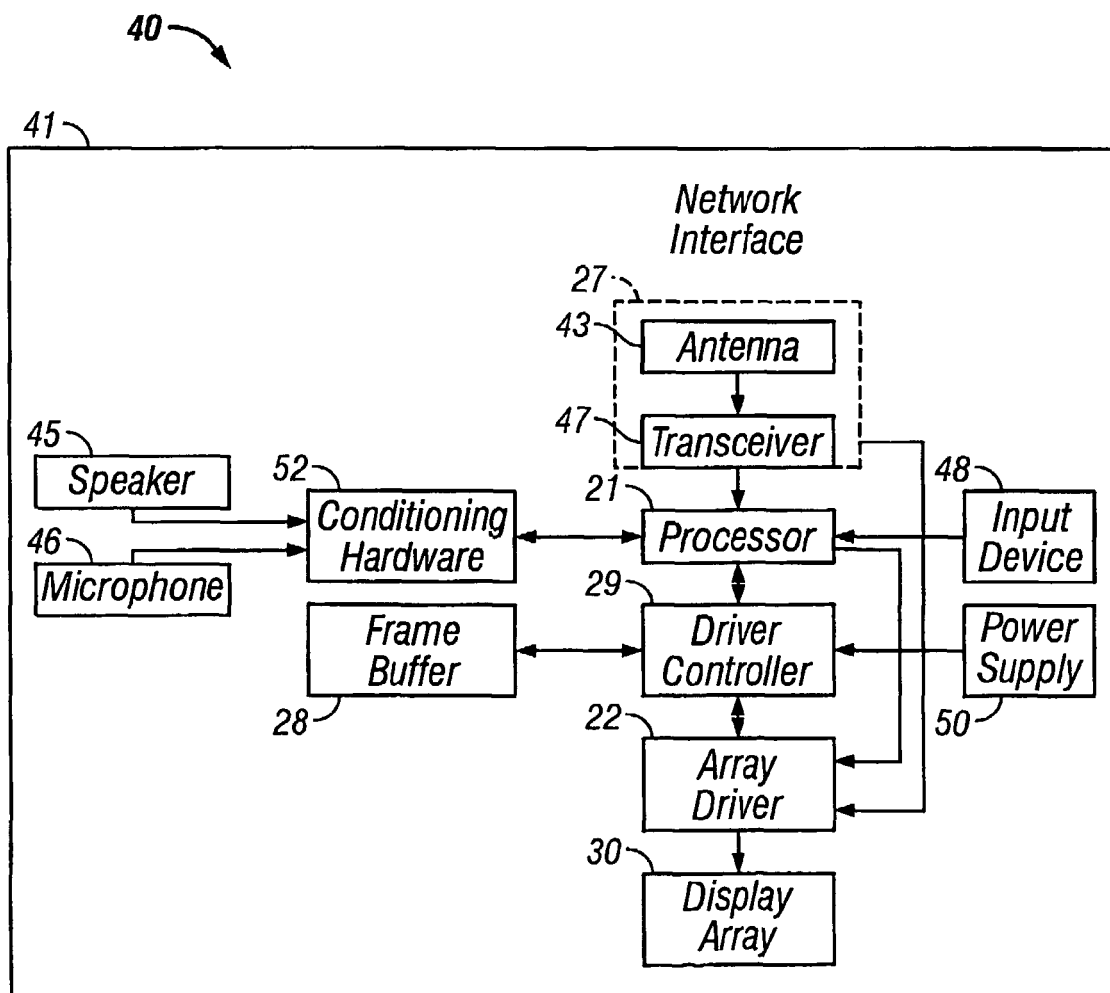 40
41
Network
Interface
27
43
Antenna
47
Transceiver
45
Speaker
52
Conditioning
Hardware
21
Processor
48
Input
Device
46
Microphone
29
Driver
Controller
Frame
Buffer
28
Power
Supply
50
22
Array
Driver
30
Display
Array